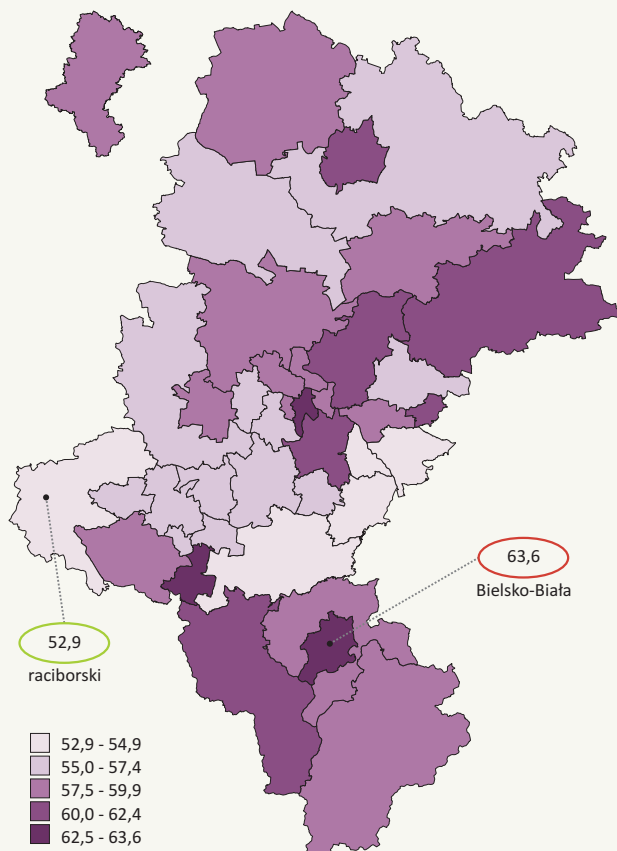 63,6
Bielsko-Biała
52,9
raciborski
52,9 - 54,9
55,0 - 57,4
57,5 - 59,9
60,0 - 62,4
62,5 - 63,6